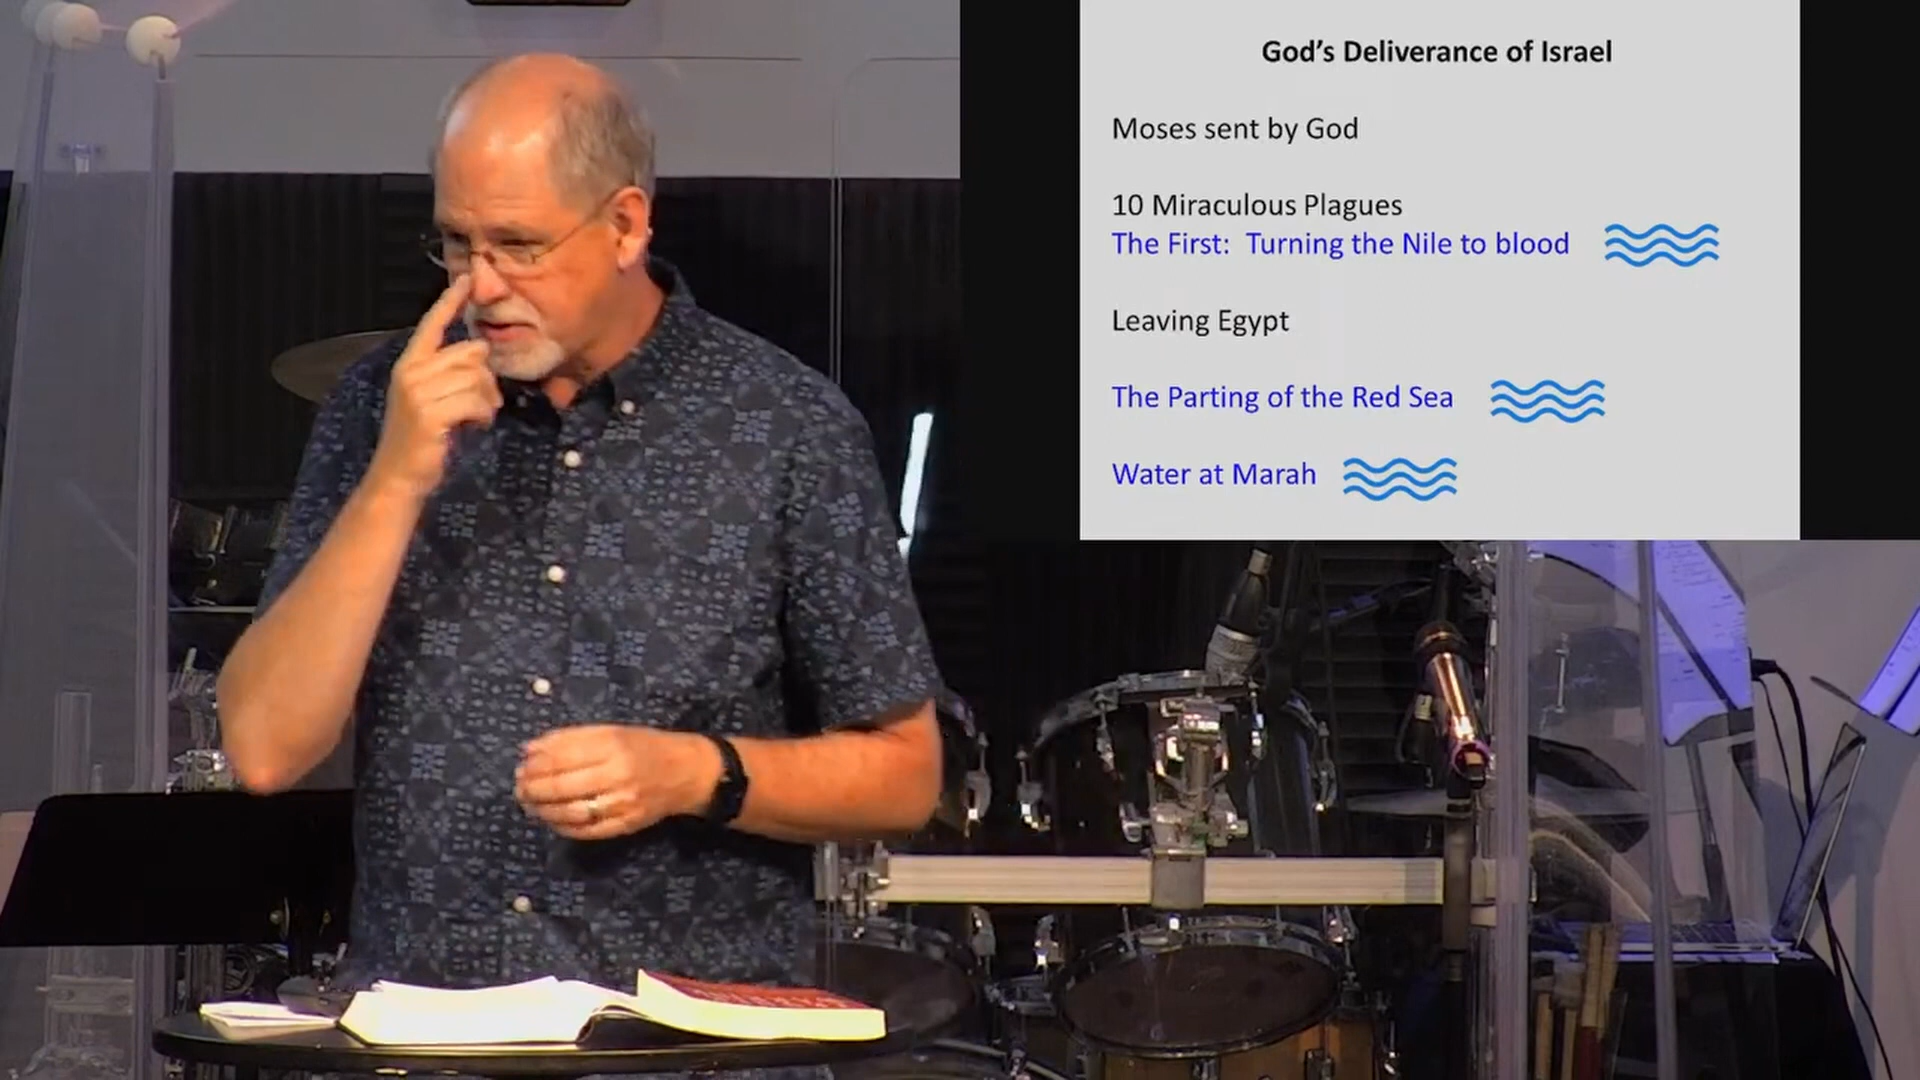 God's Deliverance of Israel
Moses sent by God
10 Miraculous Plagues
The First:  Turning the Nile to blood
Leaving Egypt
The Parting of the Red Sea
Water at Marah